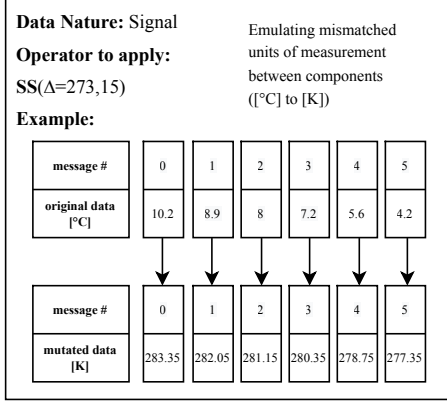 Data Nature: Signal
Operator to apply:
SS(Δ=273,15)
Example:
Emulating mismatched
units of measurement
between components
([°C] to [K])
message # 0 1 2 3 4 5
original data
[°C] 10.2 8.9 8 7.2 5.6 4.2
message # 0 1 2 3 4 5
mutated data
[K] 283.35 282.05 281.15 280.35 278.75 277.35